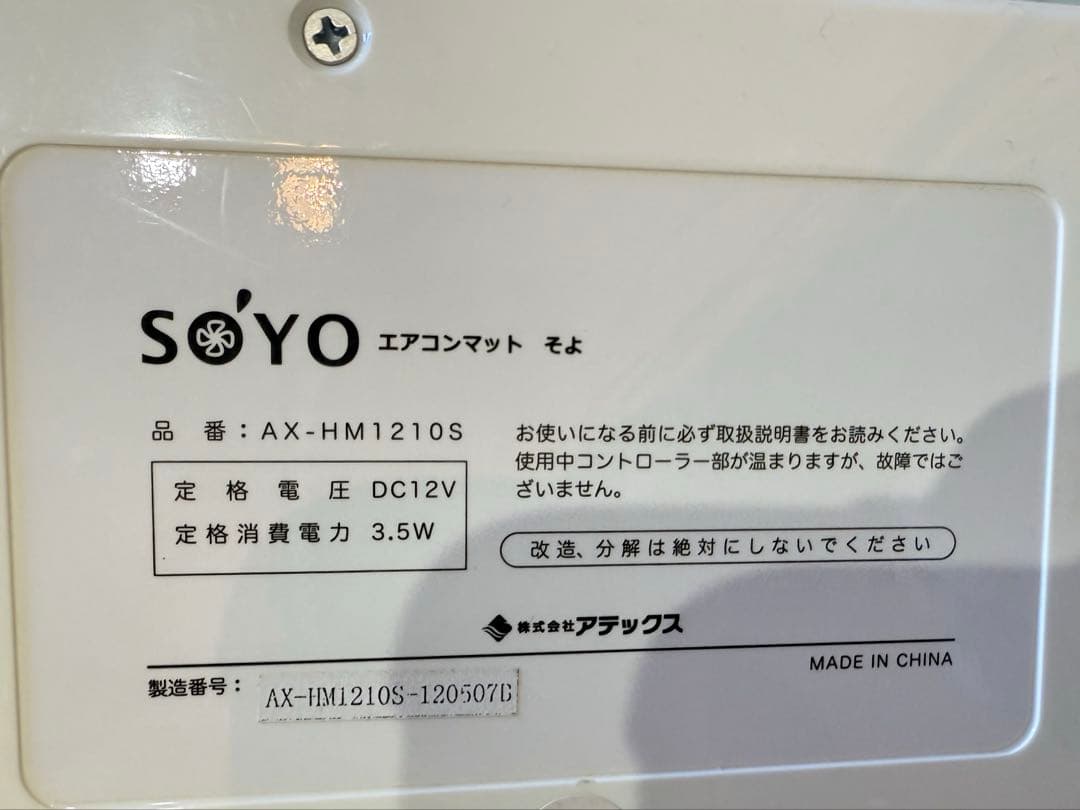 SOYO エアコンマット そよ
品番：AX-HM1210S
定格電圧 DC12V
定格消費電力 3.5W
お使いになる前に必ず取扱説明書をお読みください。
使用中コントローラー部が温まりますが、故障ではご
ざいません。
改造、分解は絶対にしないでください
株式会社アテックス
MADE IN CHINA
製造番号： AX-HM1210S-120507B